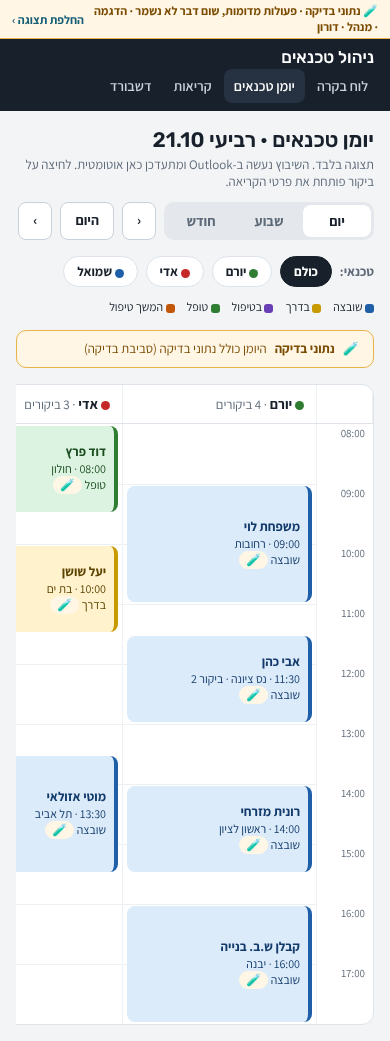 🧪 נתוני בדיקה · פעולות מדומות, שום דבר לא נשמר · הדגמה
· מנהל · דורון
החלפת תצוגה ›
ניהול טכנאים
לוח בקרה
יומן טכנאים
קריאות
דשבורד
יומן טכנאים • רביעי 21.10
תצוגה בלבד. השיבוץ נעשה ב-Outlook ומתעדכן כאן אוטומטית. לחיצה על
ביקור פותחת את פרטי הקריאה.
יום
שבוע
חודש
‹
היום
›
טכנאי:
כולם
יורם
אדי
שמואל
שובצה
בדרך
בטיפול
טופל
המשך טיפול
🧪 נתוני בדיקה היומן כולל נתוני בדיקה (סביבת בדיקה)
יורם · 4 ביקורים
אדי · 3 ביקורים
08:00
09:00
10:00
11:00
12:00
13:00
14:00
15:00
16:00
17:00
משפחת לוי
09:00 · רחובות
שובצה 🧪
אבי כהן
11:30 · נס ציונה · ביקור 2
שובצה 🧪
רונית מזרחי
14:00 · ראשון לציון
שובצה 🧪
קבלן ש.ב. בנייה
16:00 · יבנה
שובצה 🧪
דוד פרץ
08:00 · חולון
טופל 🧪
יעל שושן
10:00 · בת ים
בדרך 🧪
מוטי אזולאי
13:30 · תל אביב
שובצה 🧪